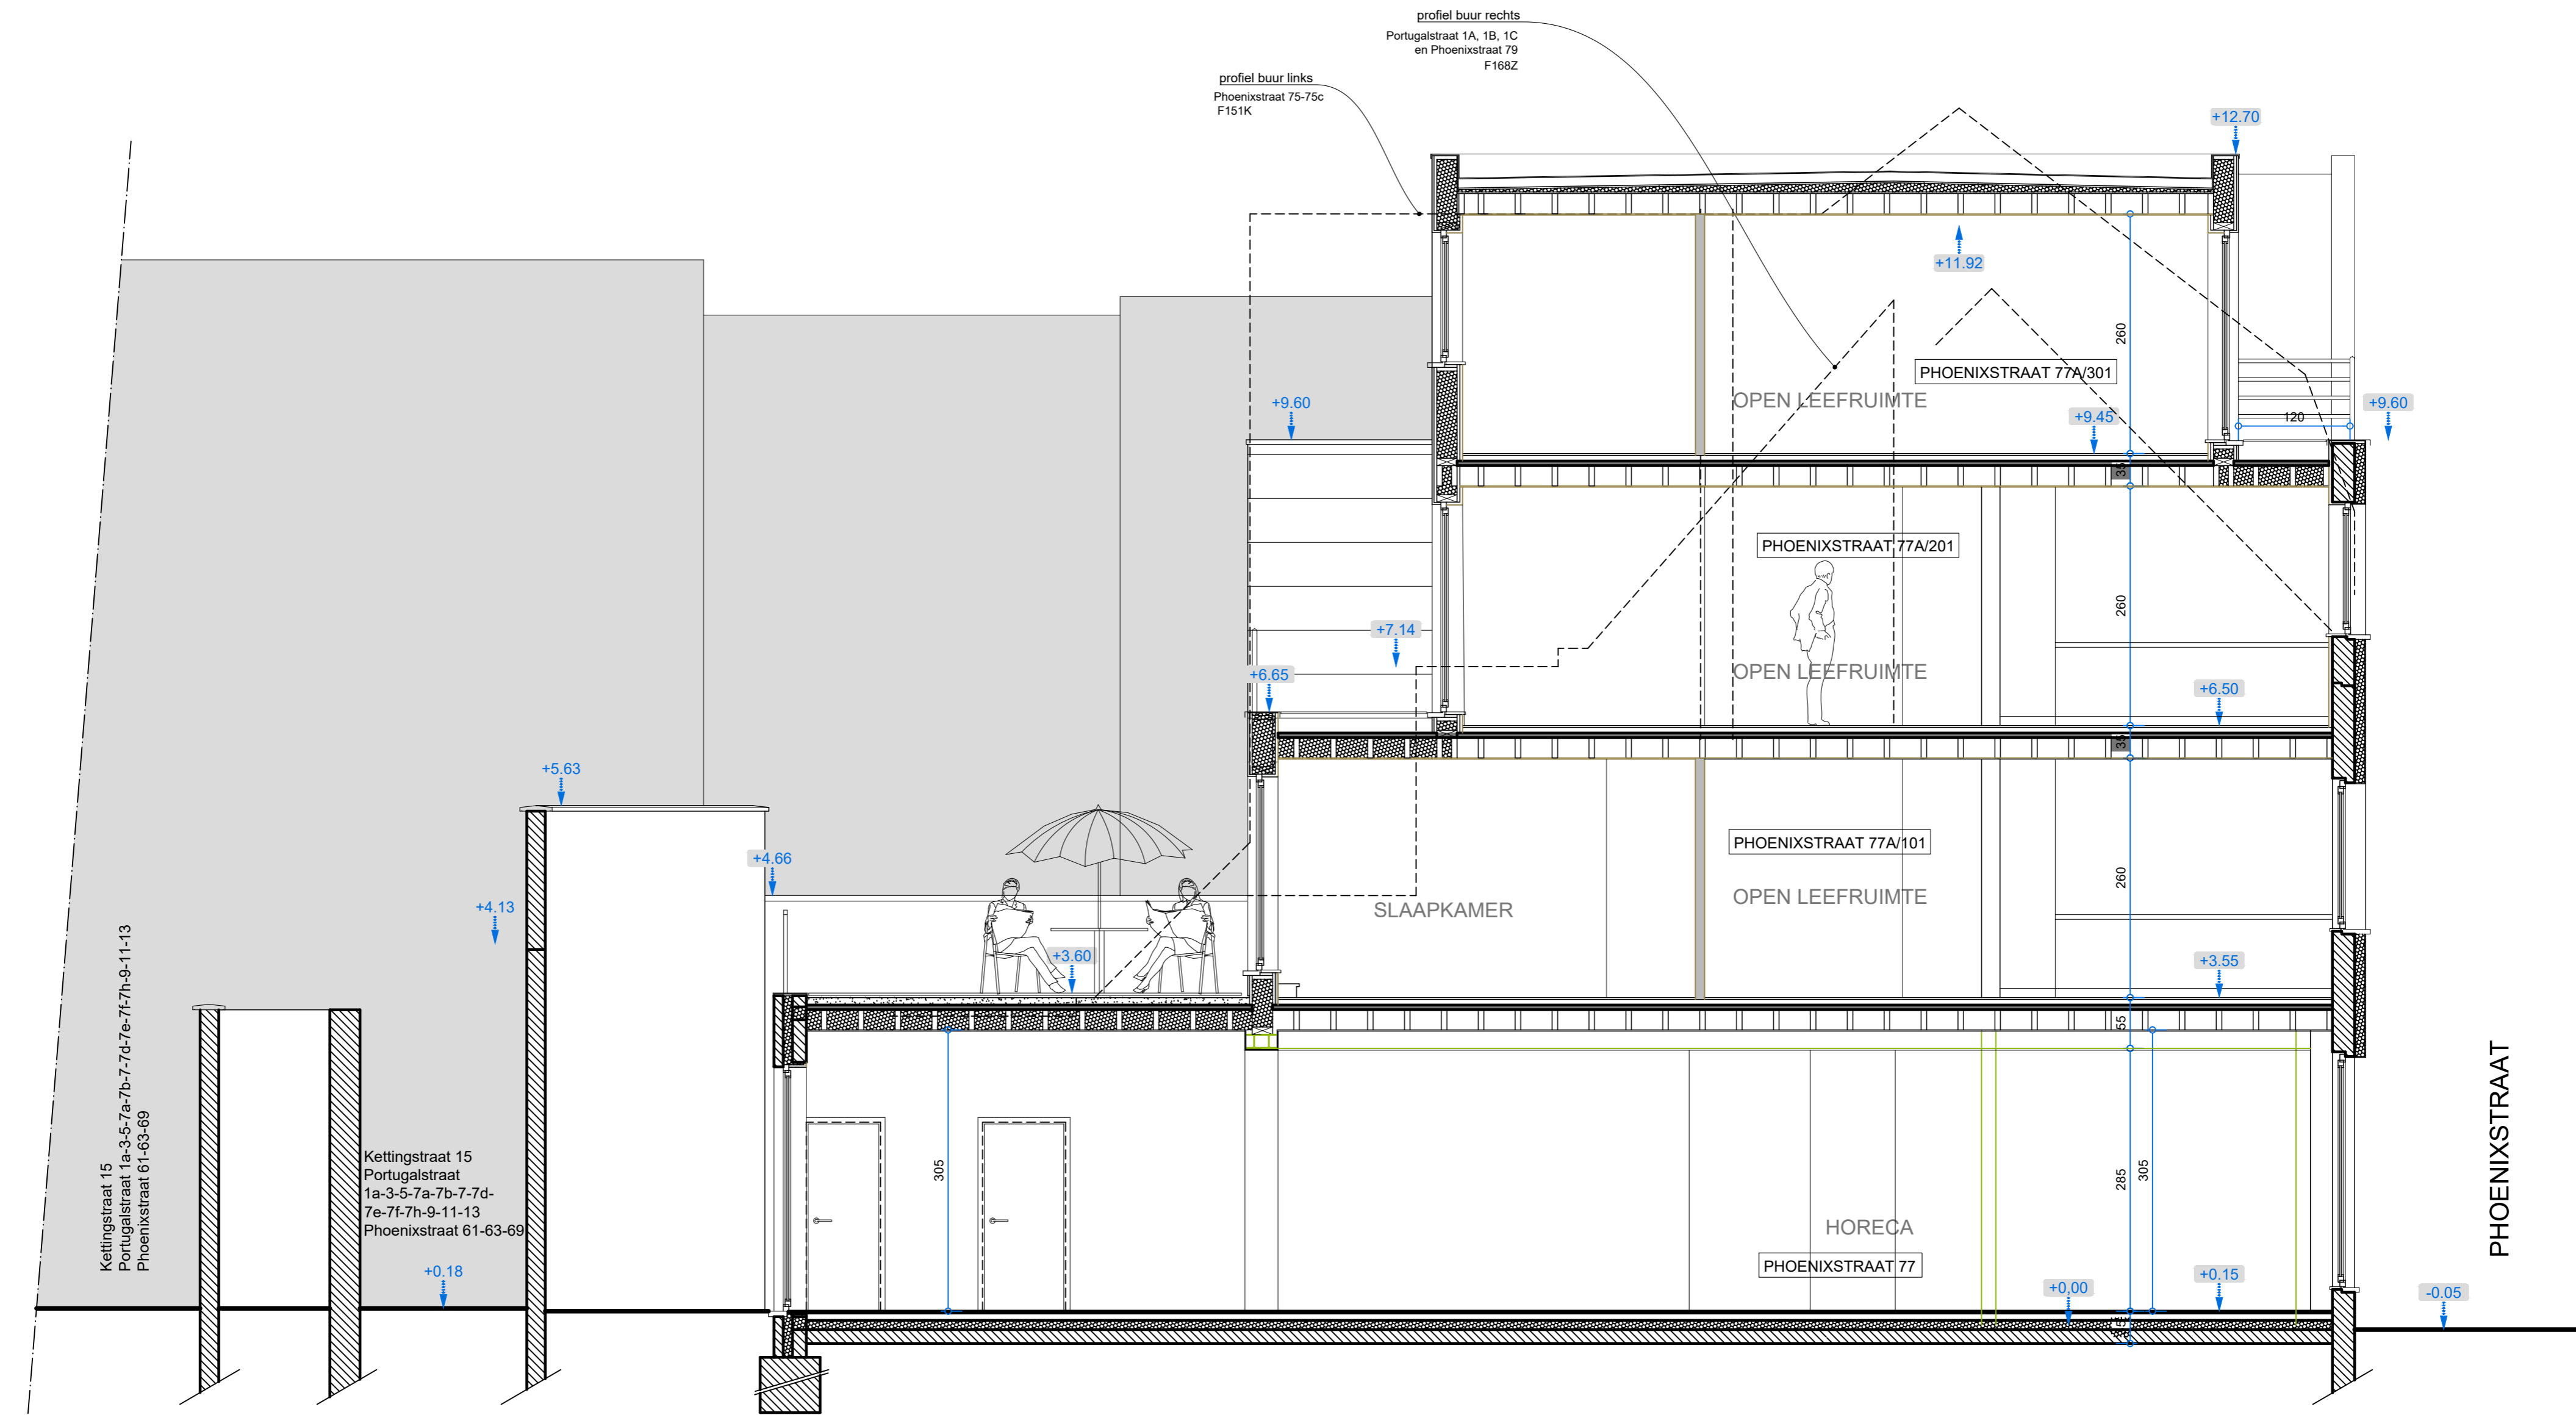 profiel buur rechts
Portugalstraat 1A, 1B, 1C
en Phoenixstraat 79
F168Z
profiel buur links
Phoenixstraat 75-75c
F151K
+12.70
+11.92
260
PHOENIXSTRAAT 77A/301
OPEN LEEFRUIMTE
+9.60
+9.45
120
+9.60
35
PHOENIXSTRAAT 77A/201
260
+7.14
OPEN LEEFRUIMTE
+6.65
+6.50
35
+5.63
+4.66
PHOENIXSTRAAT 77A/101
260
OPEN LEEFRUIMTE
SLAAPKAMER
+4.13
+3.60
+3.55
55
Kettingstraat 15
Portugalstraat 1a-3-5-7a-7b-7-7d-7e-7f-7h-9-11-13
Phoenixstraat 61-63-69
Kettingstraat 15
Portugalstraat
1a-3-5-7a-7b-7-7d-
7e-7f-7h-9-11-13
Phoenixstraat 61-63-69
305
285
305
HORECA
PHOENIXSTRAAT 77
+0.18
+0,00
+0.15
-0.05
PHOENIXSTRAAT